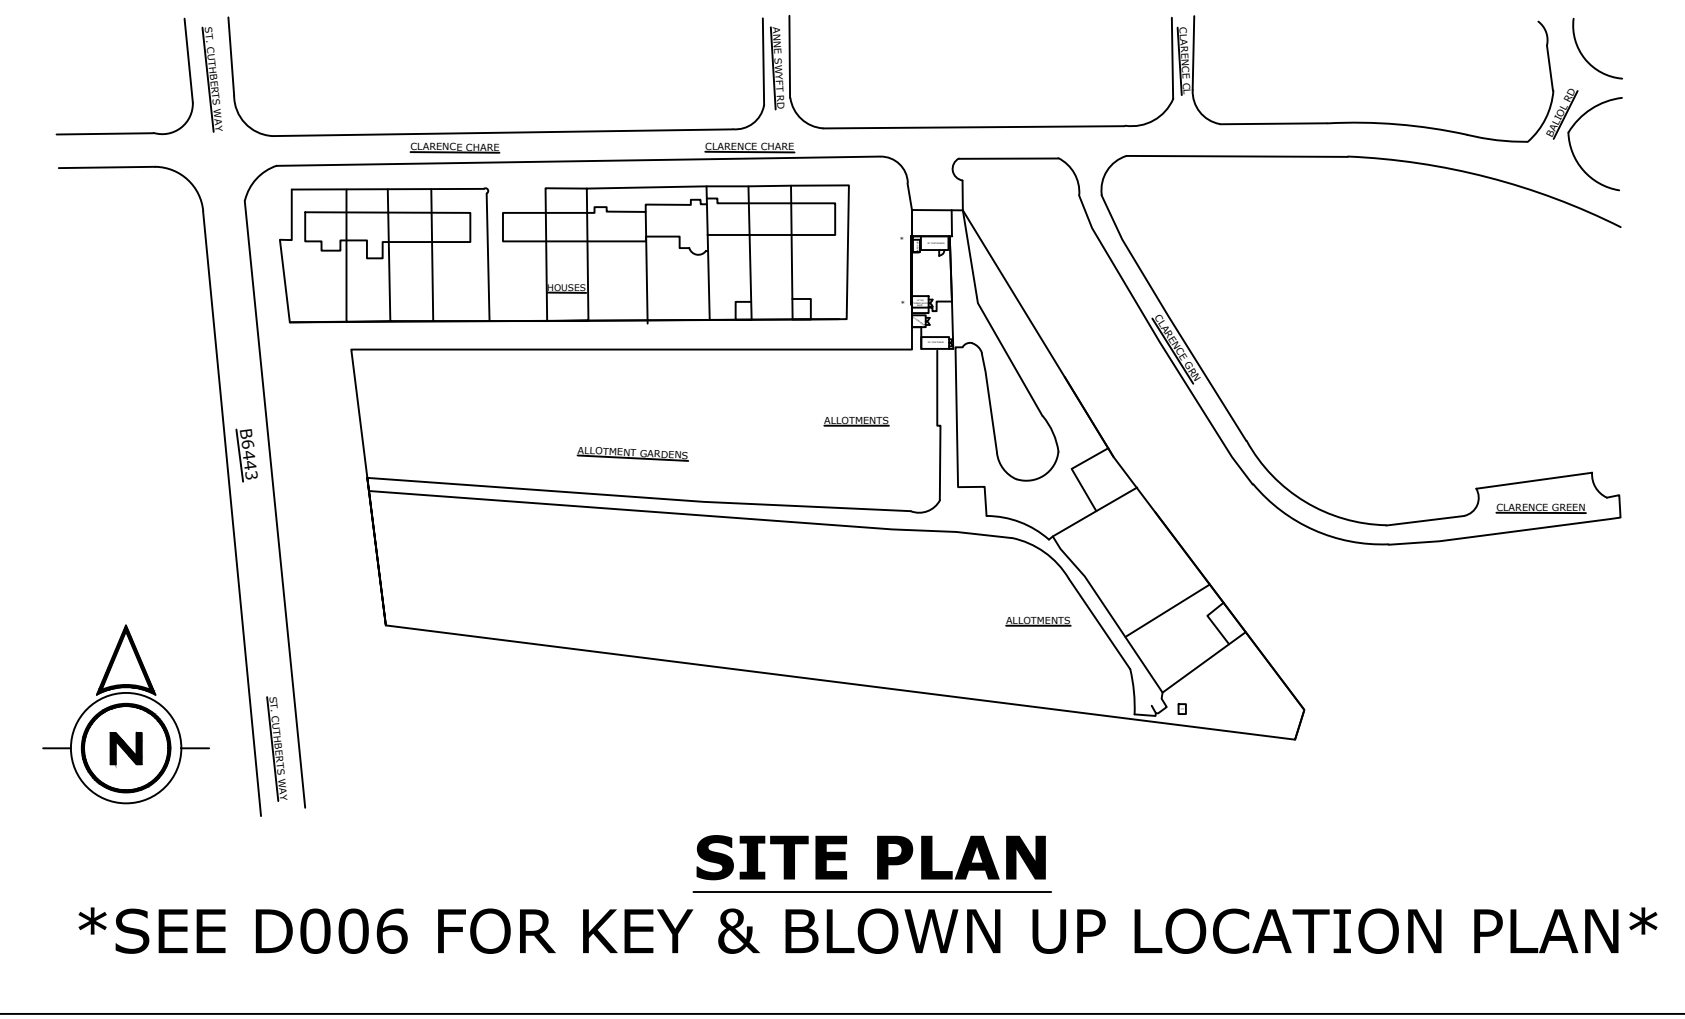 ST. CUTHBERTS WAY
ANNE SWYFT RD
CLARENCE CL
BALIOL RD
CLARENCE CHARE
CLARENCE CHARE
HOUSES
CLARENCE GRN
ALLOTMENTS
ALLOTMENT GARDENS
B6443
CLARENCE GREEN
ALLOTMENTS
ST. CUTHBERTS WAY
N
SITE PLAN
*SEE D006 FOR KEY & BLOWN UP LOCATION PLAN*